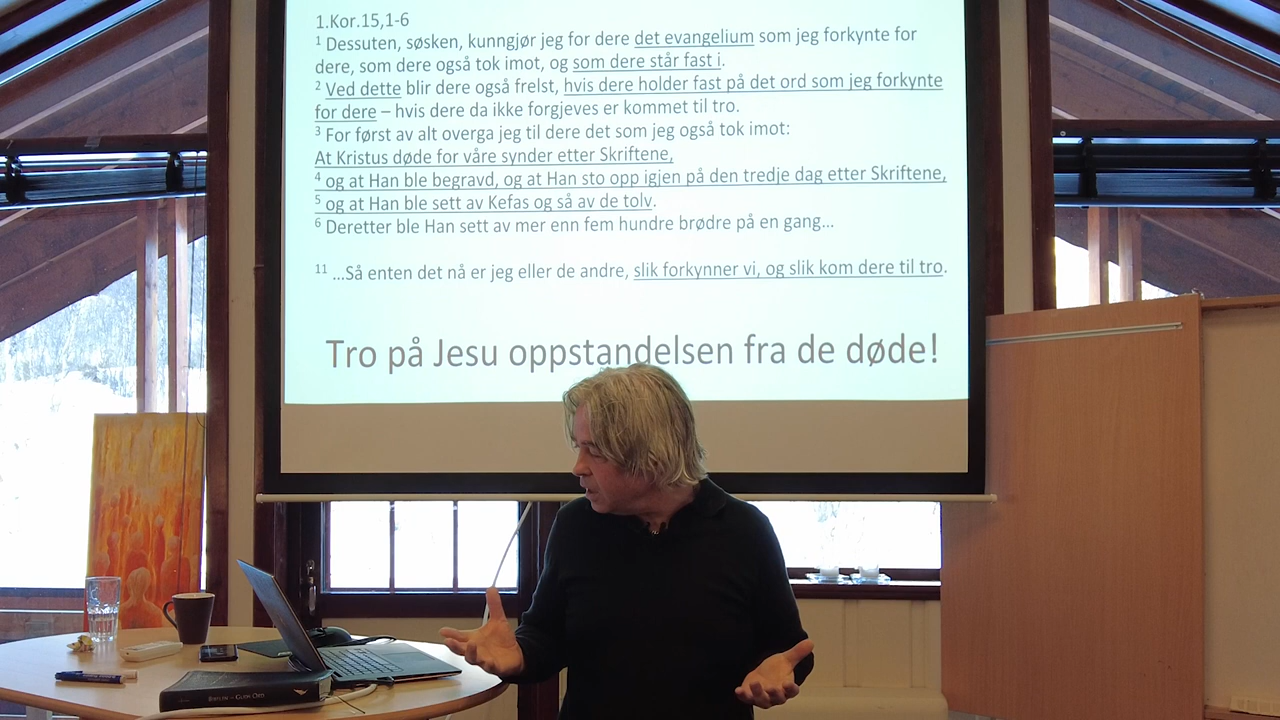 1.Kor.15,1-6
1 Dessuten, søsken, kunngjør jeg for dere det evangelium som jeg forkynte for
dere, som dere også tok imot, og som dere står fast i.
2 Ved dette blir dere også frelst, hvis dere holder fast på det ord som jeg forkynte
for dere – hvis dere da ikke forgjeves er kommet til tro.
3 For først av alt overga jeg til dere det som jeg også tok imot:
At Kristus døde for våre synder etter Skriftene,
4 og at Han ble begravd, og at Han sto opp igjen på den tredje dag etter Skriftene,
5 og at Han ble sett av Kefas og så av de tolv.
6 Deretter ble Han sett av mer enn fem hundre brødre på en gang...
11 ...Så enten det nå er jeg eller de andre, slik forkynner vi, og slik kom dere til tro.
Tro på Jesu oppstandelsen fra de døde!
Bibelen – Guds Ord